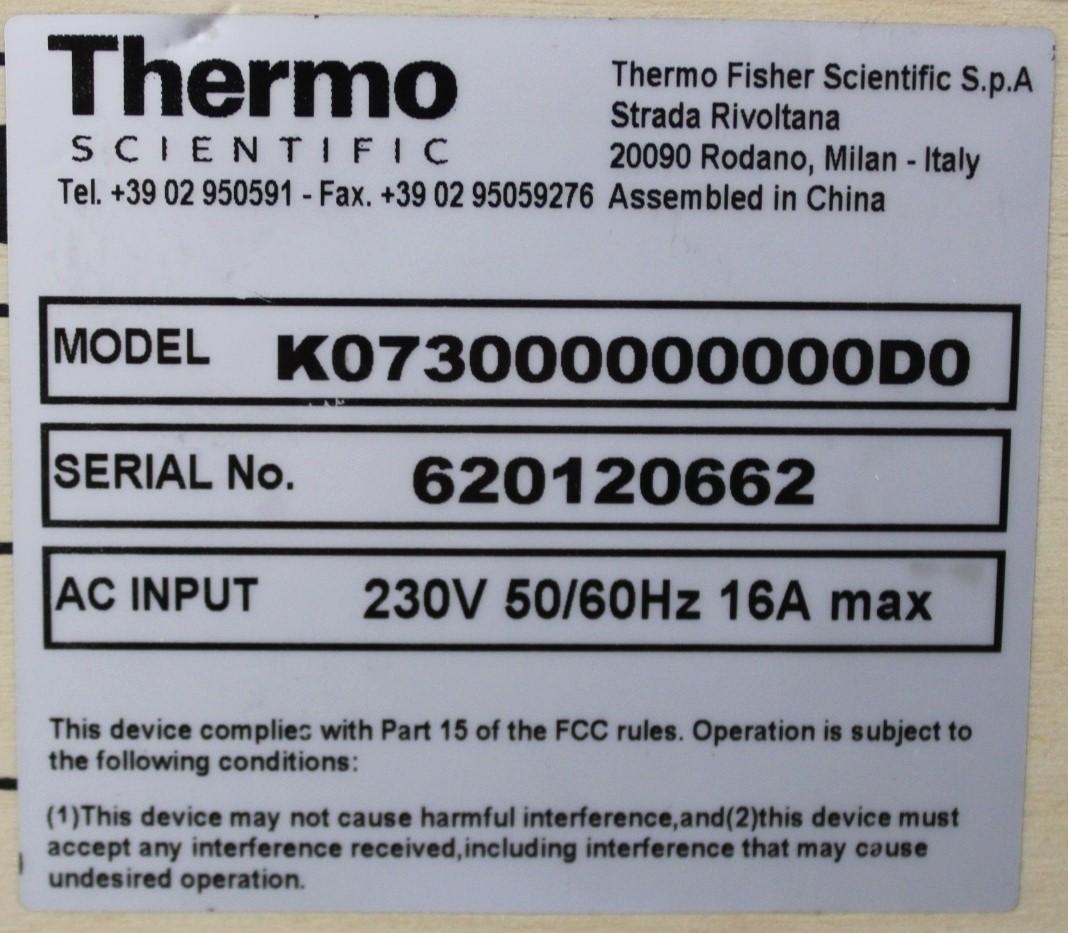 Thermo
SCIENTIFIC
Tel. +39 02 950591 - Fax. +39 02 95059276
Thermo Fisher Scientific S.p.A
Strada Rivoltana
20090 Rodano, Milan - Italy
Assembled in China
MODEL K073000000000D0
SERIAL No. 620120662
AC INPUT 230V 50/60Hz 16A max
This device complies with Part 15 of the FCC rules. Operation is subject to
the following conditions:
(1)This device may not cause harmful interference,and(2)this device must
accept any interference received,including interference that may cause
undesired operation.